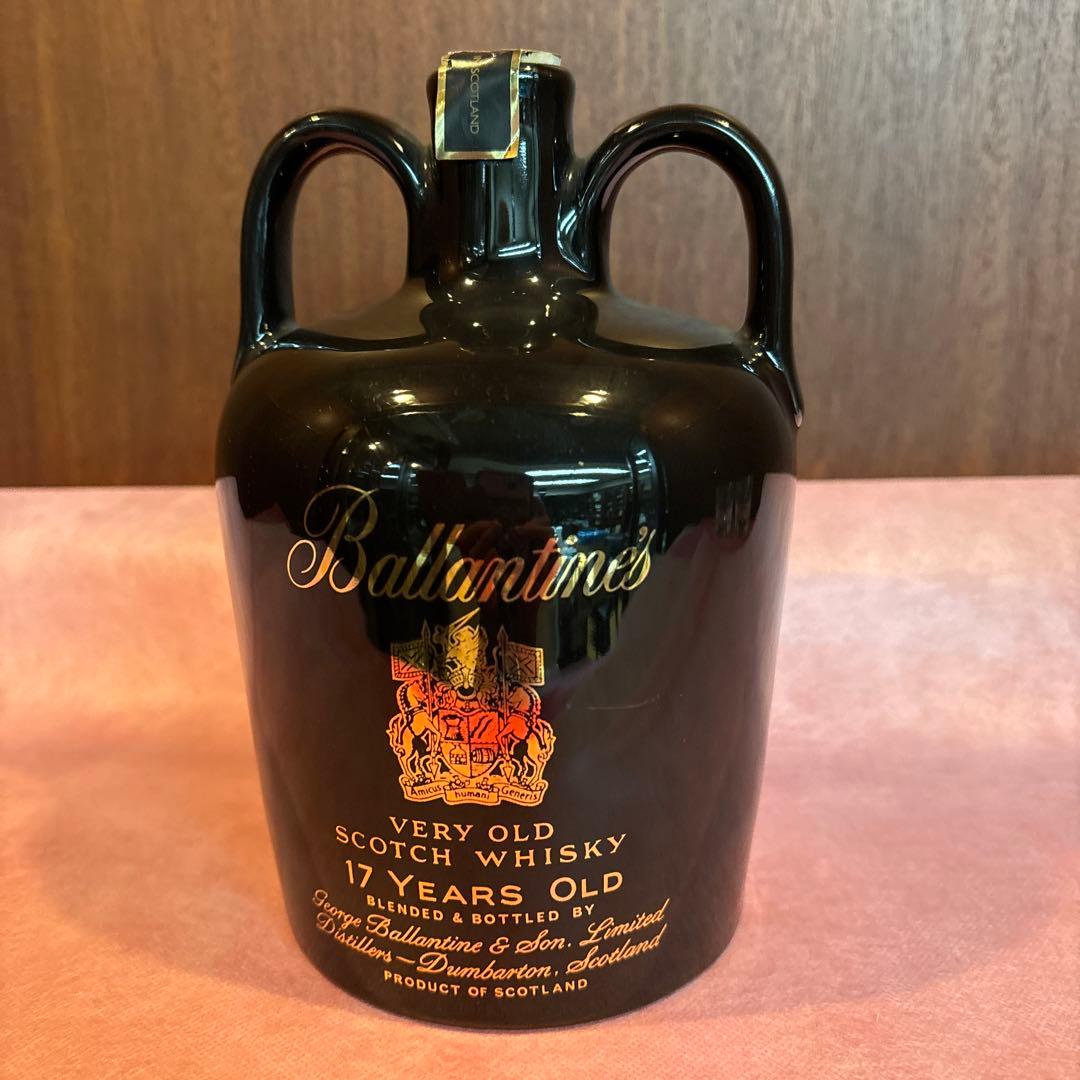 SCOTLAND
Ballantine's
Amicus humani Generis
VERY OLD
SCOTCH WHISKY
17 YEARS OLD
BLENDED & BOTTLED BY
George Ballantine & Son. Limited
Distillers-Dumbarton, Scotland
PRODUCT OF SCOTLAND